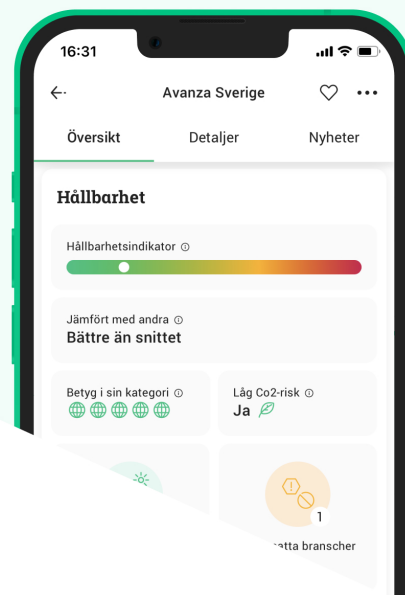 16:31
Avanza Sverige
Översikt Detaljer Nyheter
Hållbarhet
Hållbarhetsindikator
Jämfört med andra
Bättre än snittet
Betyg i sin kategori Låg Co2-risk
Ja
1
branscher